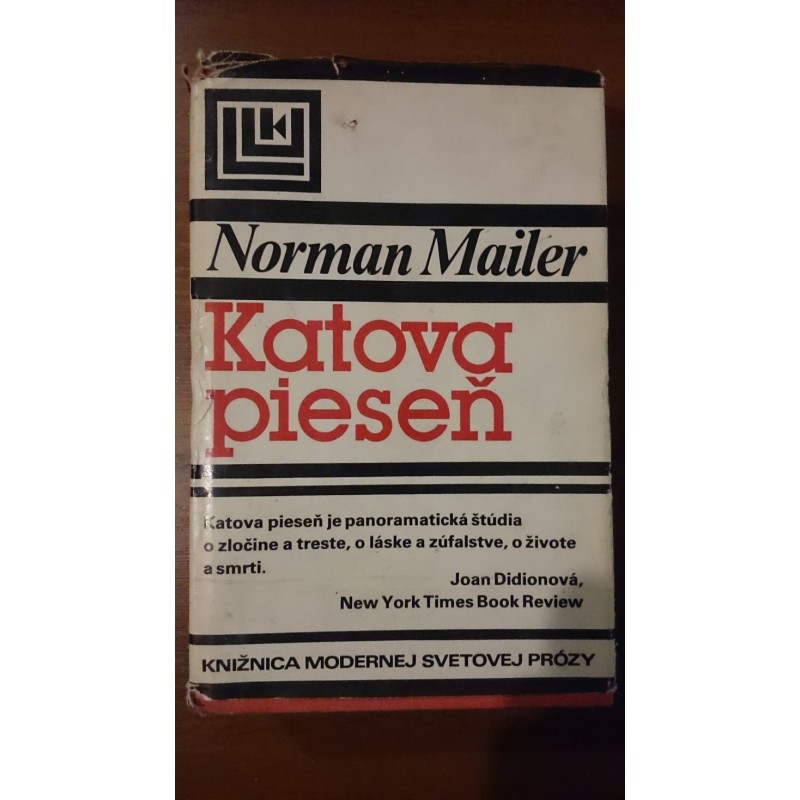 Norman Mailer
Katova
pieseň
Katova pieseň je panoramatická štúdia
o zločine a treste, o láske a zúfalstve, o živote
a smrti.
Joan Didionová,
New York Times Book Review
KNIŽNICA MODERNEJ SVETOVEJ PRÓZY